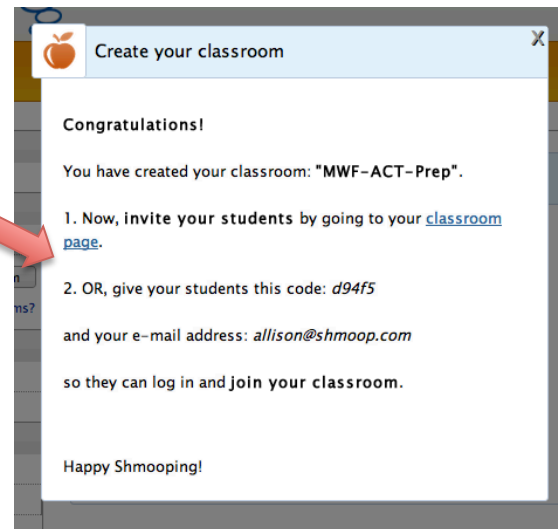 Create your classroom
X
Congratulations!
You have created your classroom: "MWF-ACT-Prep".
1. Now, invite your students by going to your classroom
page.
2. OR, give your students this code: d94f5
and your e-mail address: allison@shmoop.com
so they can log in and join your classroom.
Happy Shmooping!
ms?